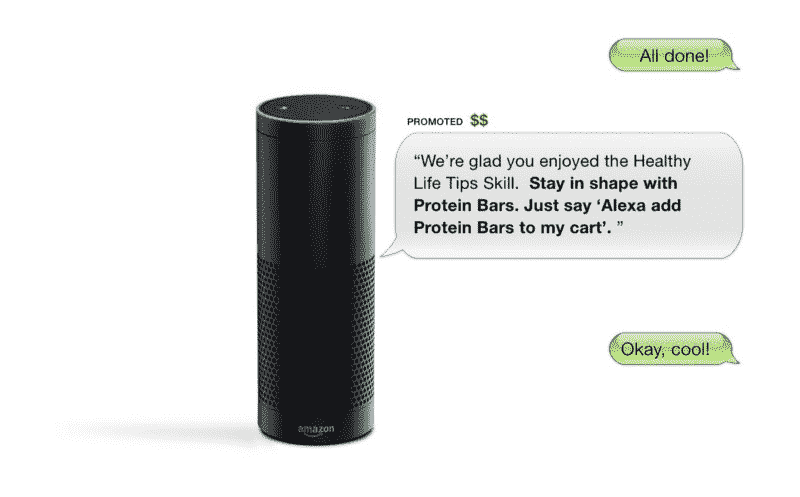 All done!
PROMOTED $$
“We’re glad you enjoyed the Healthy
Life Tips Skill. Stay in shape with
Protein Bars. Just say ‘Alexa add
Protein Bars to my cart’. ”
Okay, cool!
amazon